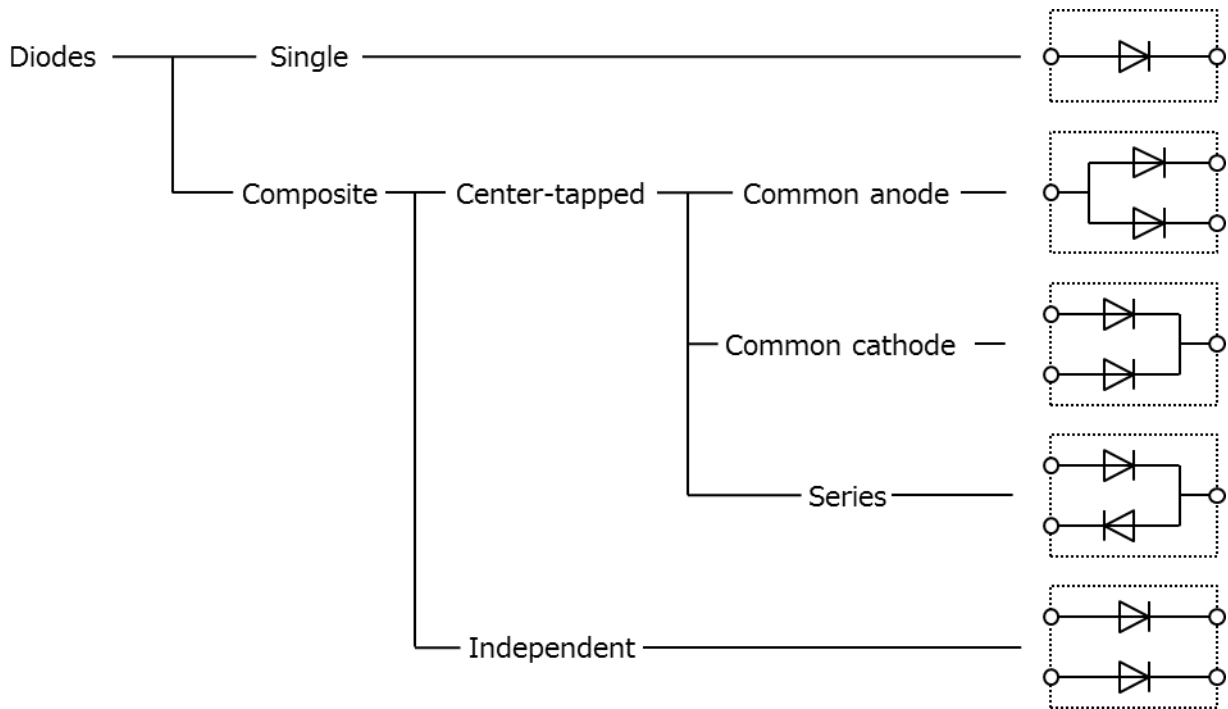 Diodes
Single
Composite
Center-tapped
Common anode
Common cathode
Series
Independent